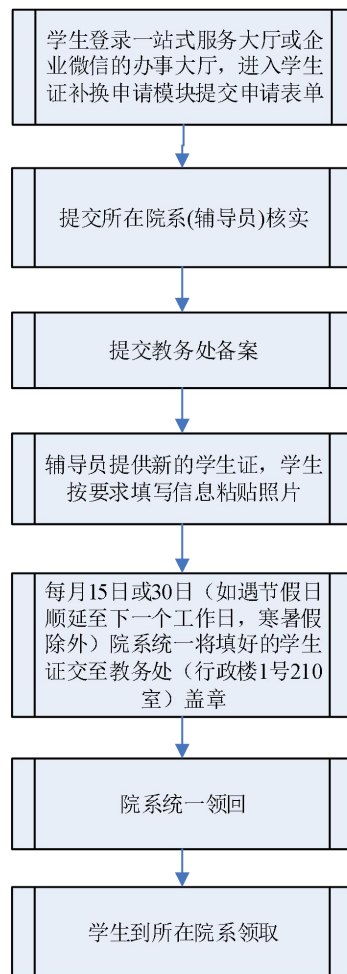 学生登录一站式服务大厅或企
业微信的办事大厅，进入学生
证补换申请模块提交申请表单
提交所在院系(辅导员)核实
提交教务处备案
辅导员提供新的学生证，学生
按要求填写信息粘贴照片
每月15日或30日（如遇节假日
顺延至下一个工作日，寒暑假
除外）院系统一将填好的学生
证交至教务处（行政楼1号210
室）盖章
院系统一领回
学生到所在院系领取